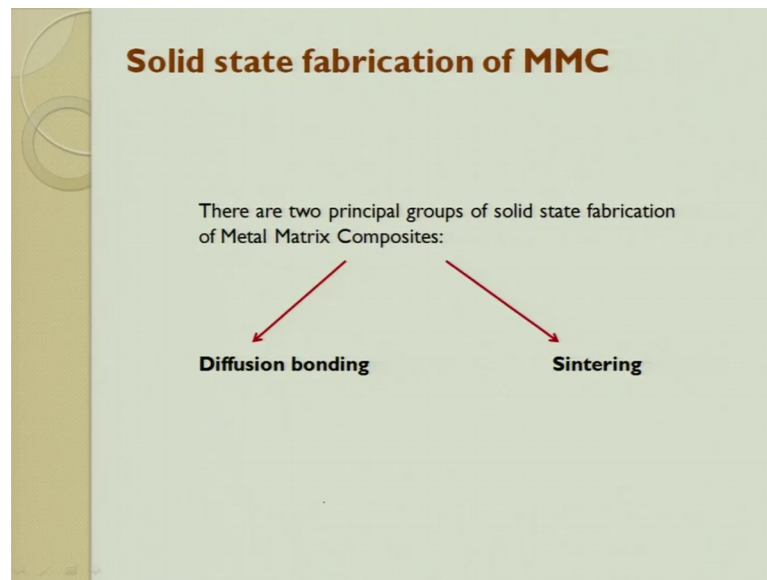 Solid state fabrication of MMC
There are two principal groups of solid state fabrication
of Metal Matrix Composites:
Diffusion bonding
Sintering